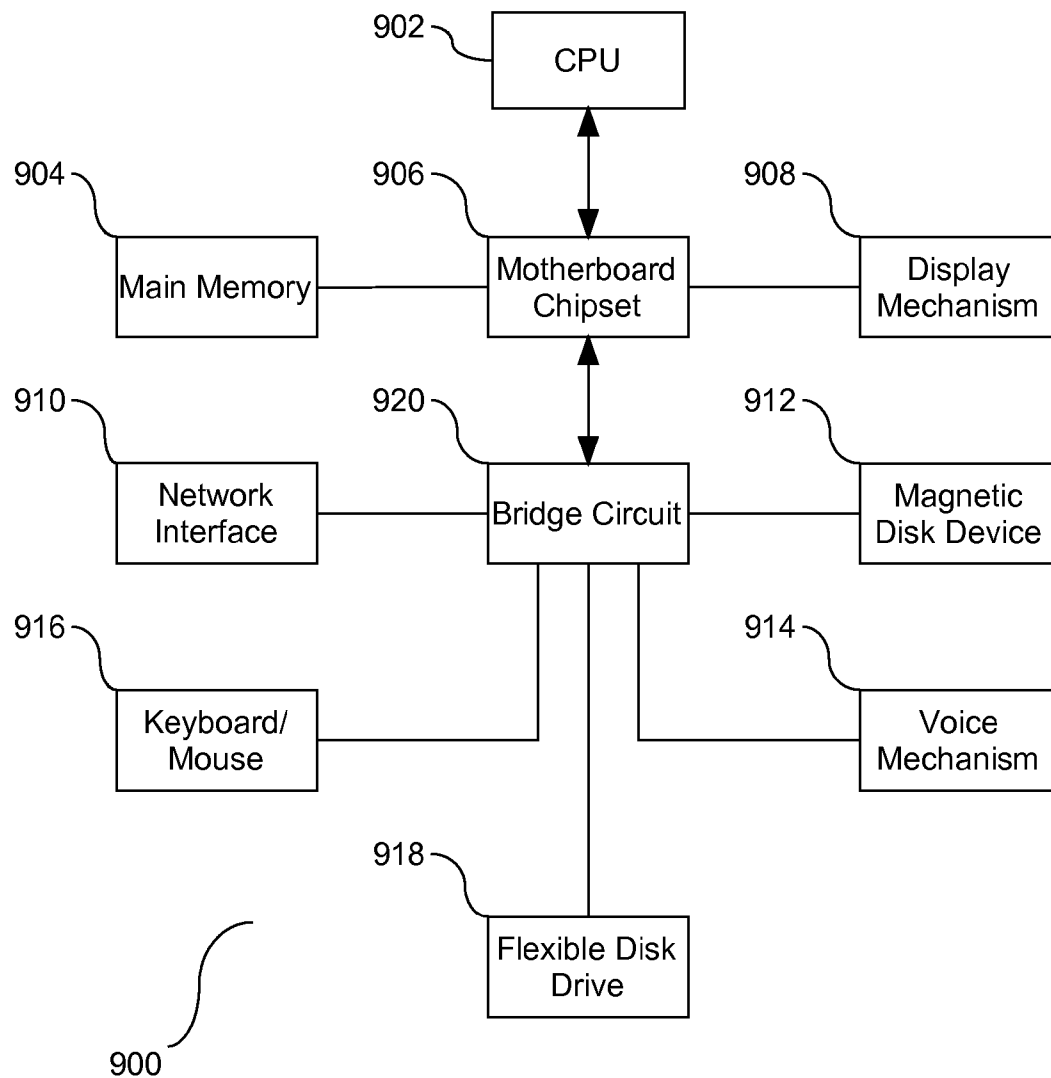 902
CPU
904
906
908
Main Memory
Motherboard
Chipset
Display
Mechanism
910
920
912
Network
Interface
Bridge Circuit
Magnetic
Disk Device
916
914
Keyboard/
Mouse
Voice
Mechanism
918
Flexible Disk
Drive
900